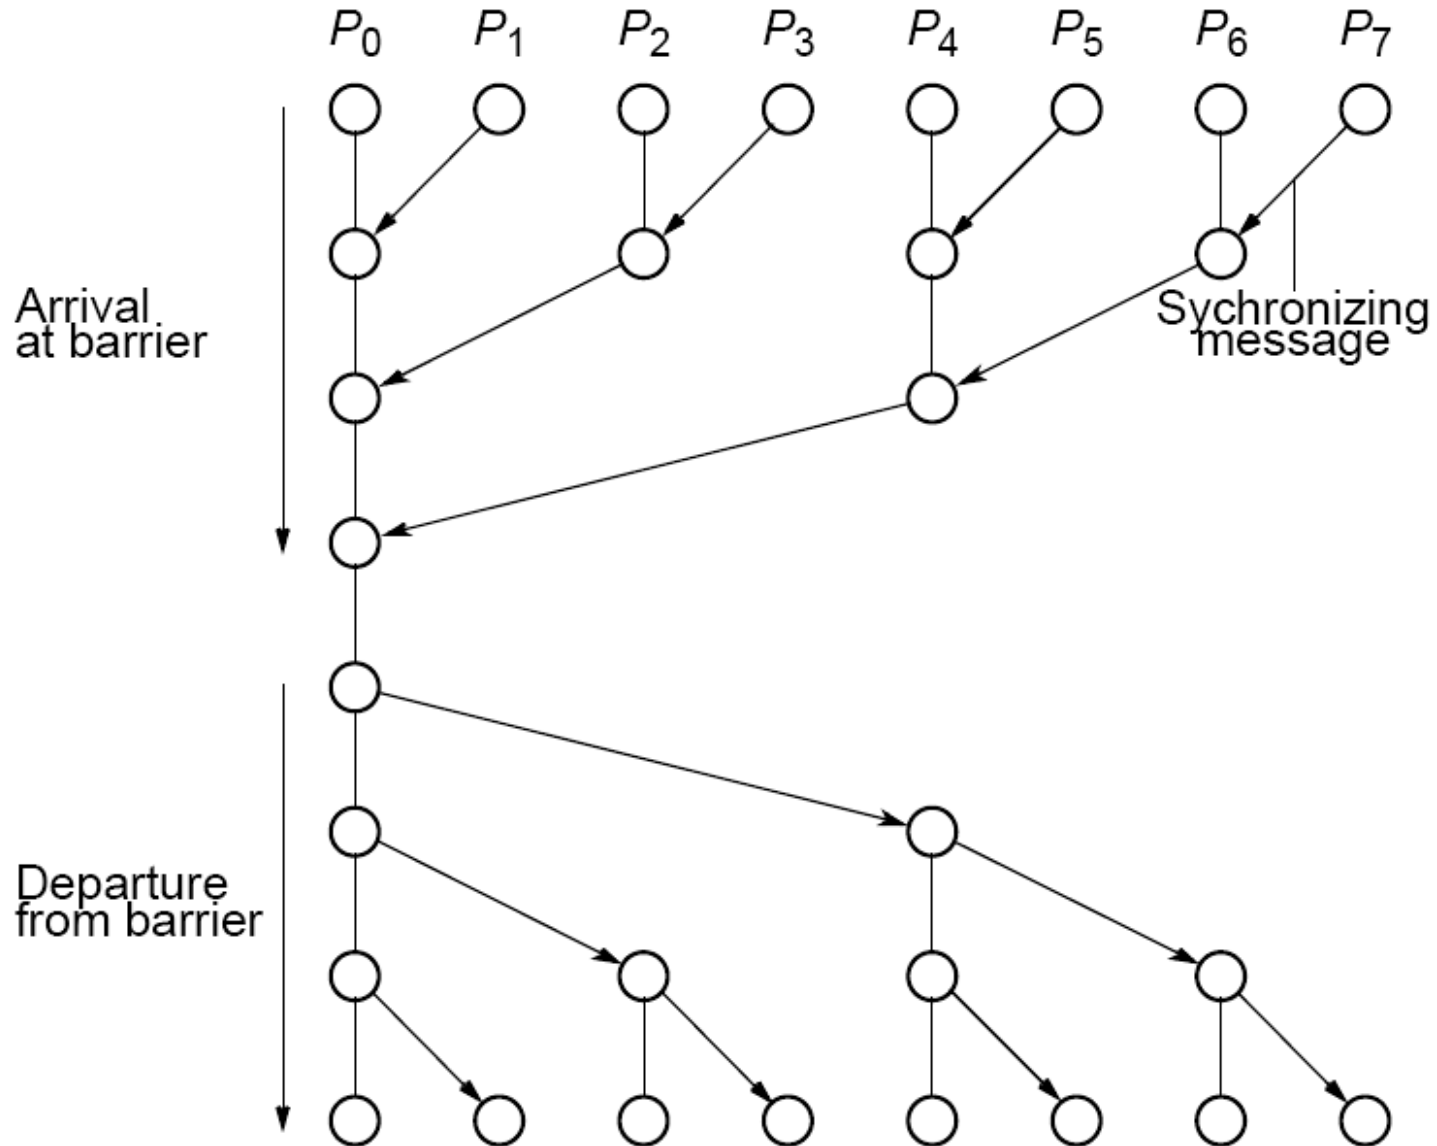 P0 P1 P2 P3 P4 P5 P6 P7
Arrival
at barrier
Sychronizing
message
Departure
from barrier